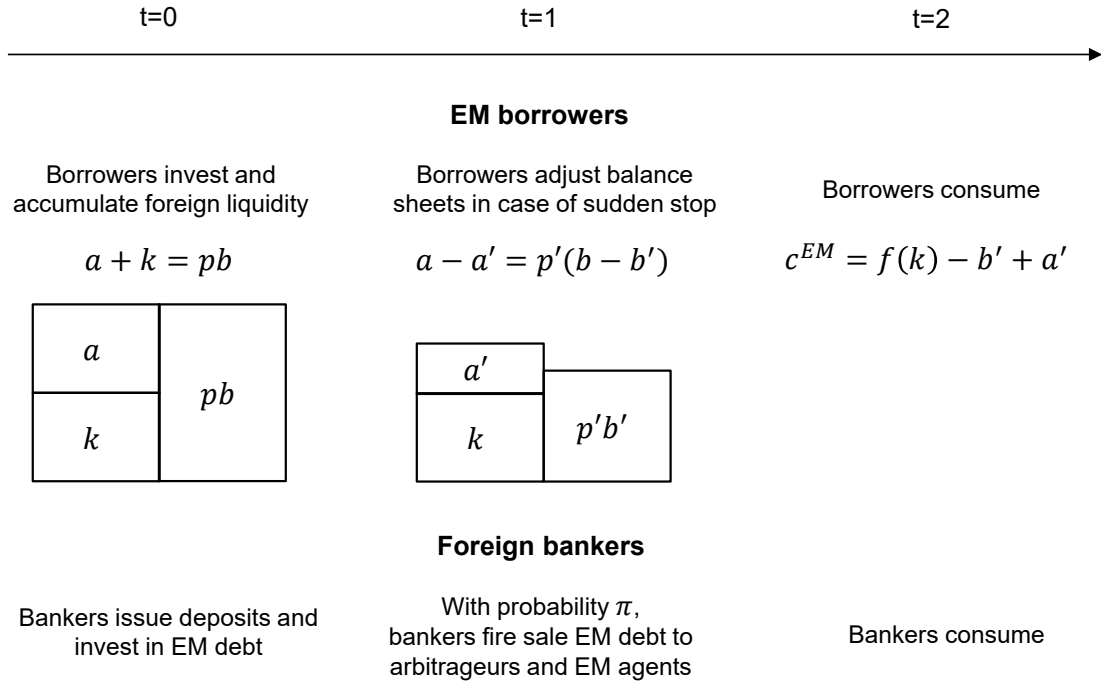 t=0 t=1 t=2
EM borrowers
Borrowers invest and
accumulate foreign liquidity
a + k = pb
a
k
pb
Borrowers adjust balance
sheets in case of sudden stop
a − a′ = p′(b − b′)
a′
k
p′b′
Borrowers consume
c^{EM} = f(k) − b′ + a′
Foreign bankers
Bankers issue deposits and
invest in EM debt
With probability π,
bankers fire sale EM debt to
arbitrageurs and EM agents
Bankers consume